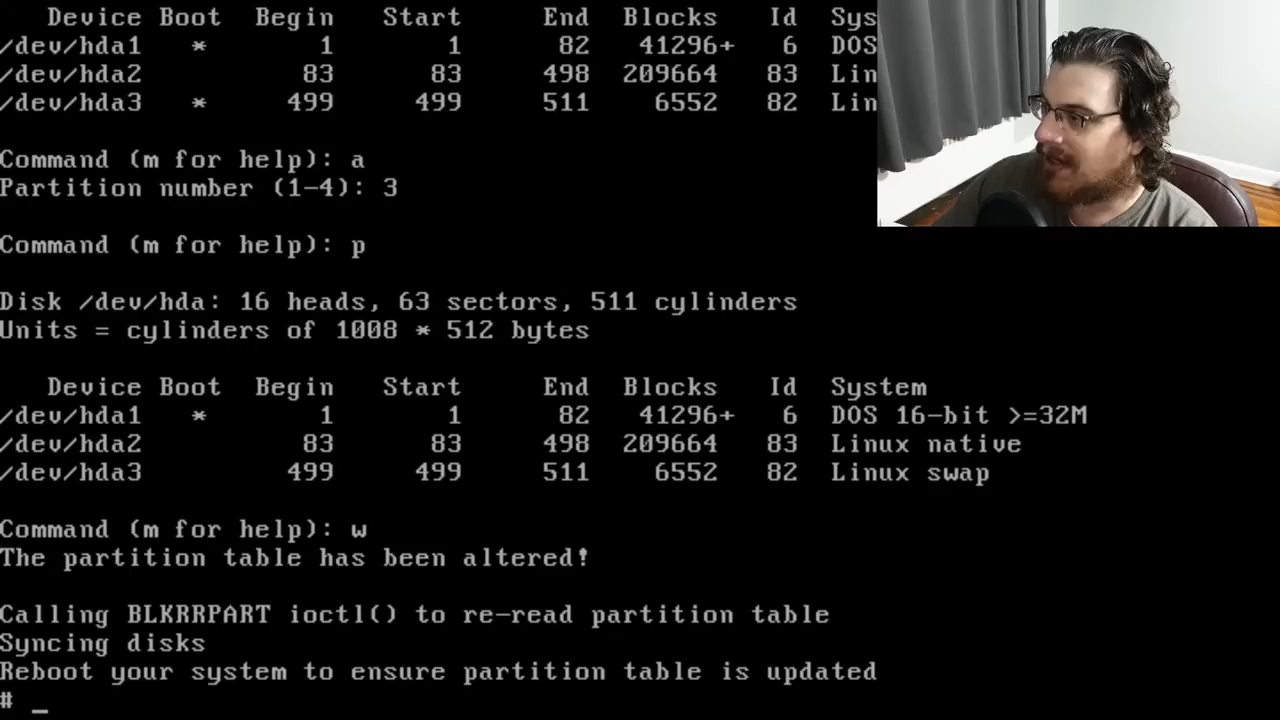 Device Boot Begin Start End Blocks Id Sys
/dev/hda1 * 1 1 82 41296+ 6 DOS
/dev/hda2 83 83 498 209664 83 Lin
/dev/hda3 * 499 499 511 6552 82 Lin
Command (m for help): a
Partition number (1-4): 3
Command (m for help): p
Disk /dev/hda: 16 heads, 63 sectors, 511 cylinders
Units = cylinders of 1008 * 512 bytes
Device Boot Begin Start End Blocks Id System
/dev/hda1 * 1 1 82 41296+ 6 DOS 16-bit >=32M
/dev/hda2 83 83 498 209664 83 Linux native
/dev/hda3 499 499 511 6552 82 Linux swap
Command (m for help): w
The partition table has been altered!
Calling BLKRRPART ioctl() to re-read partition table
Syncing disks
Reboot your system to ensure partition table is updated
# _